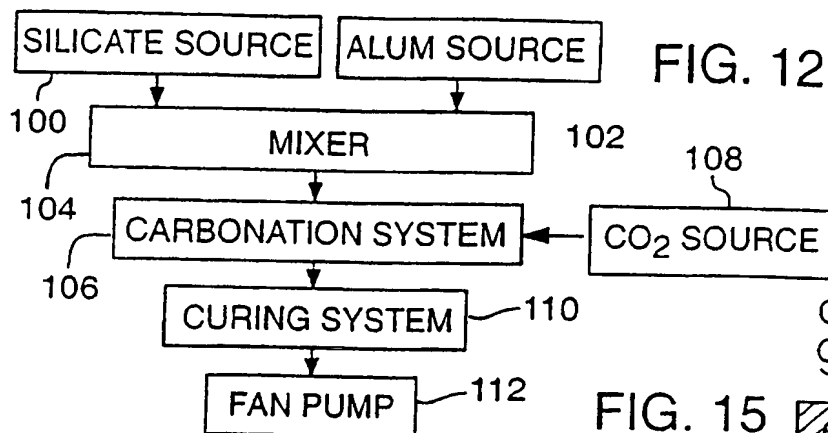 SILICATE SOURCE
ALUM SOURCE
FIG. 12
100
MIXER
102
104
108
CARBONATION SYSTEM
CO2 SOURCE
106
CURING SYSTEM
110
FAN PUMP
112
FIG. 15